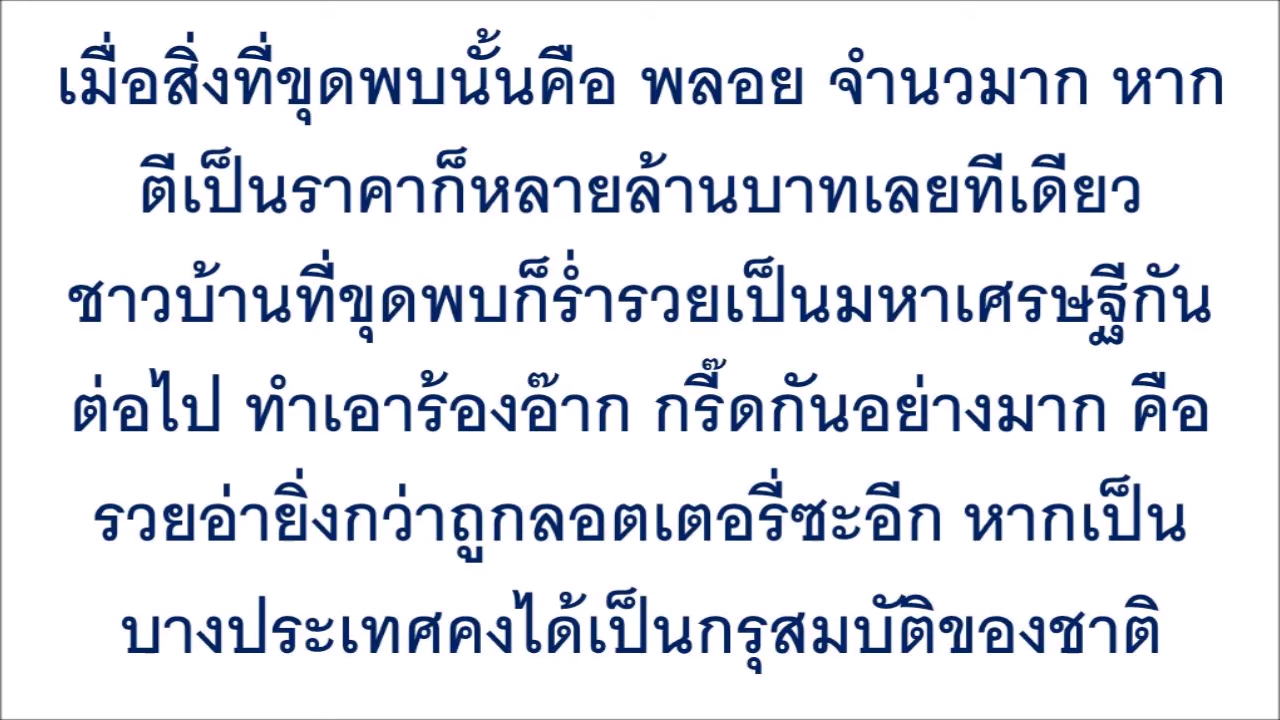 เมื่อสิ่งที่ขุดพบนั้นคือ พลอย จำนวมาก หาก
ตีเป็นราคาก็หลายล้านบาทเลยทีเดียว
ชาวบ้านที่ขุดพบก็ร่ำรวยเป็นมหาเศรษฐีกัน
ต่อไป ทำเอาร้องอ๊าก กรี๊ดกันอย่างมาก คือ
รวยอ่ายิ่งกว่าถูกลอตเตอรี่ซะอีก หากเป็น
บางประเทศคงได้เป็นกรุสมบัติของชาติ